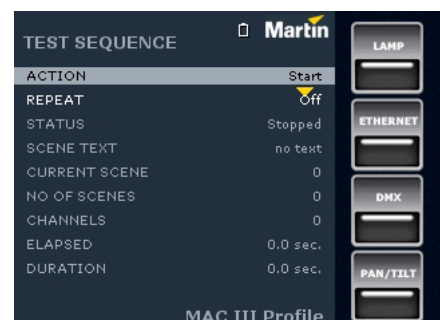 Martin
TEST SEQUENCE
ACTION Start
REPEAT Off
STATUS Stopped
SCENE TEXT no text
CURRENT SCENE 0
NO OF SCENES 0
CHANNELS 0
ELAPSED 0.0 sec.
DURATION 0.0 sec.
MAC III Profile
LAMP
ETHERNET
DMX
PAN/TILT